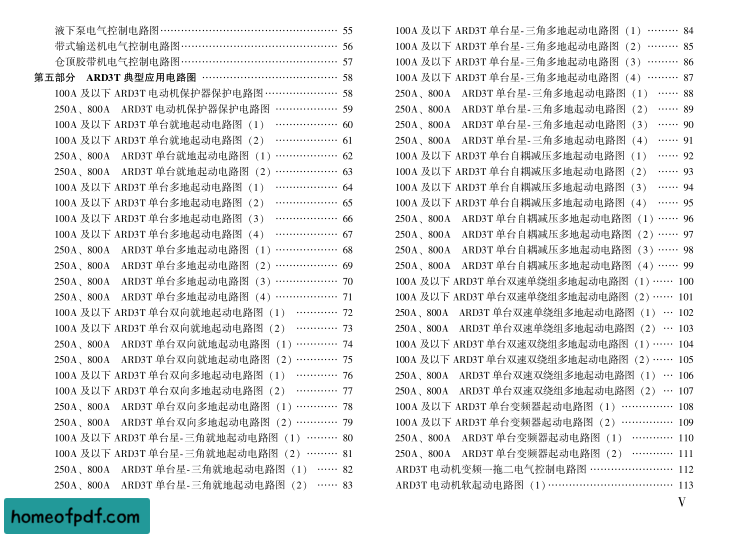 液下泵电气控制电路图………………………… 55
带式输送机电气控制电路图…………………… 56
仓顶胶带机电气控制电路图…………………… 57
第五部分 ARD3T 典型应用电路图 ………………… 58
100A 及以下 ARD3T 电动机保护器保护电路图………… 58
250A、800A ARD3T 电动机保护器保护电路图 ………… 59
100A 及以下 ARD3T 单台就地起动电路图（1） ………… 60
100A 及以下 ARD3T 单台就地起动电路图（2） ………… 61
250A、800A ARD3T 单台就地起动电路图（1）………… 62
250A、800A ARD3T 单台就地起动电路图（2）………… 63
100A 及以下 ARD3T 单台多地起动电路图（1） ………… 64
100A 及以下 ARD3T 单台多地起动电路图（2） ………… 65
100A 及以下 ARD3T 单台多地起动电路图（3） ………… 66
100A 及以下 ARD3T 单台多地起动电路图（4） ………… 67
250A、800A ARD3T 单台多地起动电路图（1）………… 68
250A、800A ARD3T 单台多地起动电路图（2）………… 69
250A、800A ARD3T 单台多地起动电路图（3）………… 70
250A、800A ARD3T 单台多地起动电路图（4）………… 71
100A 及以下 ARD3T 单台双向就地起动电路图（1） ……… 72
100A 及以下 ARD3T 单台双向就地起动电路图（2） ……… 73
250A、800A ARD3T 单台双向就地起动电路图（1）……… 74
250A、800A ARD3T 单台双向就地起动电路图（2）……… 75
100A 及以下 ARD3T 单台双向多地起动电路图（1） ……… 76
100A 及以下 ARD3T 单台双向多地起动电路图（2） ……… 77
250A、800A ARD3T 单台双向多地起动电路图（1）……… 78
250A、800A ARD3T 单台双向多地起动电路图（2）……… 79
100A 及以下 ARD3T 单台星-三角就地起动电路图（1）……… 80
100A 及以下 ARD3T 单台星-三角就地起动电路图（2）……… 81
250A、800A ARD3T 单台星-三角就地起动电路图（1） …… 82
250A、800A ARD3T 单台星-三角就地起动电路图（2） …… 83
100A 及以下 ARD3T 单台星-三角多地起动电路图（1）……… 84
100A 及以下 ARD3T 单台星-三角多地起动电路图（2）……… 85
100A 及以下 ARD3T 单台星-三角多地起动电路图（3）……… 86
100A 及以下 ARD3T 单台星-三角多地起动电路图（4）……… 87
250A、800A ARD3T 单台星-三角多地起动电路图（1） …… 88
250A、800A ARD3T 单台星-三角多地起动电路图（2） …… 89
250A、800A ARD3T 单台星-三角多地起动电路图（3） …… 90
250A、800A ARD3T 单台星-三角多地起动电路图（4） …… 91
100A 及以下 ARD3T 单台自耦减压多地起动电路图（1） …… 92
100A 及以下 ARD3T 单台自耦减压多地起动电路图（2） …… 93
100A 及以下 ARD3T 单台自耦减压多地起动电路图（3） …… 94
100A 及以下 ARD3T 单台自耦减压多地起动电路图（4） …… 95
250A、800A ARD3T 单台自耦减压多地起动电路图（1）…… 96
250A、800A ARD3T 单台自耦减压多地起动电路图（2）…… 97
250A、800A ARD3T 单台自耦减压多地起动电路图（3）…… 98
250A、800A ARD3T 单台自耦减压多地起动电路图（4）…… 99
100A 及以下 ARD3T 单台双速单绕组多地起动电路图（1）…… 100
100A 及以下 ARD3T 单台双速单绕组多地起动电路图（2）…… 101
250A、800A ARD3T 单台双速单绕组多地起动电路图（1） … 102
250A、800A ARD3T 单台双速单绕组多地起动电路图（2） … 103
100A 及以下 ARD3T 单台双速双绕组多地起动电路图（1）…… 104
100A 及以下 ARD3T 单台双速双绕组多地起动电路图（2）…… 105
250A、800A ARD3T 单台双速双绕组多地起动电路图（1） … 106
250A、800A ARD3T 单台双速双绕组多地起动电路图（2） … 107
100A 及以下 ARD3T 单台变频器起动电路图（1） ………… 108
100A 及以下 ARD3T 单台变频器起动电路图（2） ………… 109
250A、800A ARD3T 单台变频器起动电路图（1） ……… 110
250A、800A ARD3T 单台变频器起动电路图（2） ……… 111
ARD3T 电动机变频一拖二电气控制电路图 ……………… 112
ARD3T 电动机软起动电路图（1）…………………… 113
V
homeofpdf.com